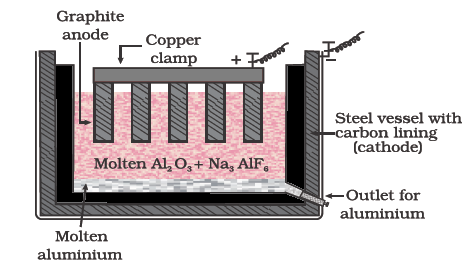 Graphite
anode
Copper
clamp
+
−
Steel vessel with
carbon lining
(cathode)
Molten Al₂O₃+ Na₃ AlF₆
Outlet for
aluminium
Molten
aluminium